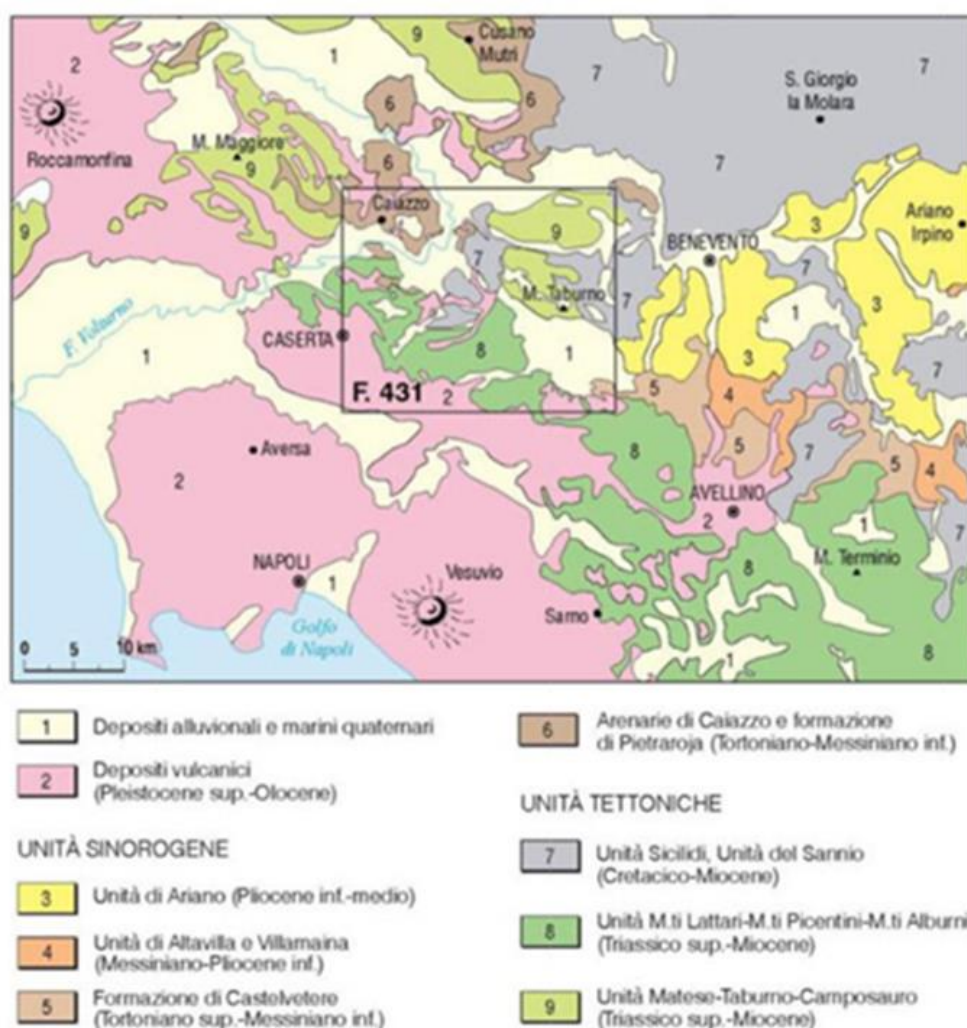 2
1
9
Cusano
Mutri
7
7
S. Giorgio
la Molara
6
6
Roccamonfina
M. Maggiore
9
6
7
Caiazzo
9
3
Ariano
Irpino
9
7
BENEVENTO
7
M. Taburno
7
1
3
F. Volturno
CASERTA
8
1
3
7
1
F. 431
2
5
4
Aversa
8
5
7
5
4
2
AVELLINO
2
1
7
NAPOLI
1
Vesuvio
8
M. Terminio
Sarno
0 5 10 km
Golfo
di Napoli
1
8
1 Depositi alluvionali e marini quaternari
2 Depositi vulcanici
(Pleistocene sup.-Olocene)
UNITÀ SINOROGENE
3 Unità di Ariano (Pliocene inf.-medio)
4 Unità di Altavilla e Villamaina
(Messiniano-Pliocene inf.)
5 Formazione di Castelvetere
(Tortoniano sup.-Messiniano inf.)
6 Arenarie di Caiazzo e formazione
di Pietraroja (Tortoniano-Messiniano inf.)
UNITÀ TETTONICHE
7 Unità Sicilidi, Unità del Sannio
(Cretacico-Miocene)
8 Unità M.ti Lattari-M.ti Picentini-M.ti Alburni
(Triassico sup.-Miocene)
9 Unità Matese-Taburno-Camposauro
(Triassico sup.-Miocene)